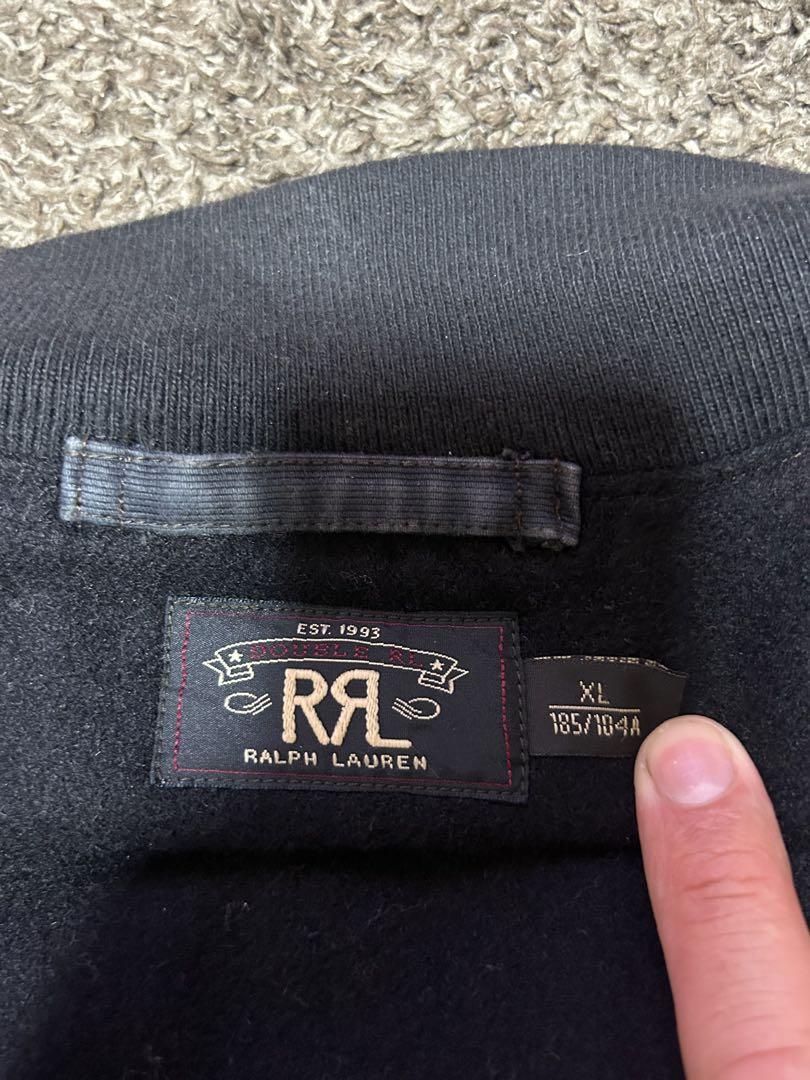 EST. 1993
DOUBLE RL
RRL
RALPH LAUREN
XL
185/104A